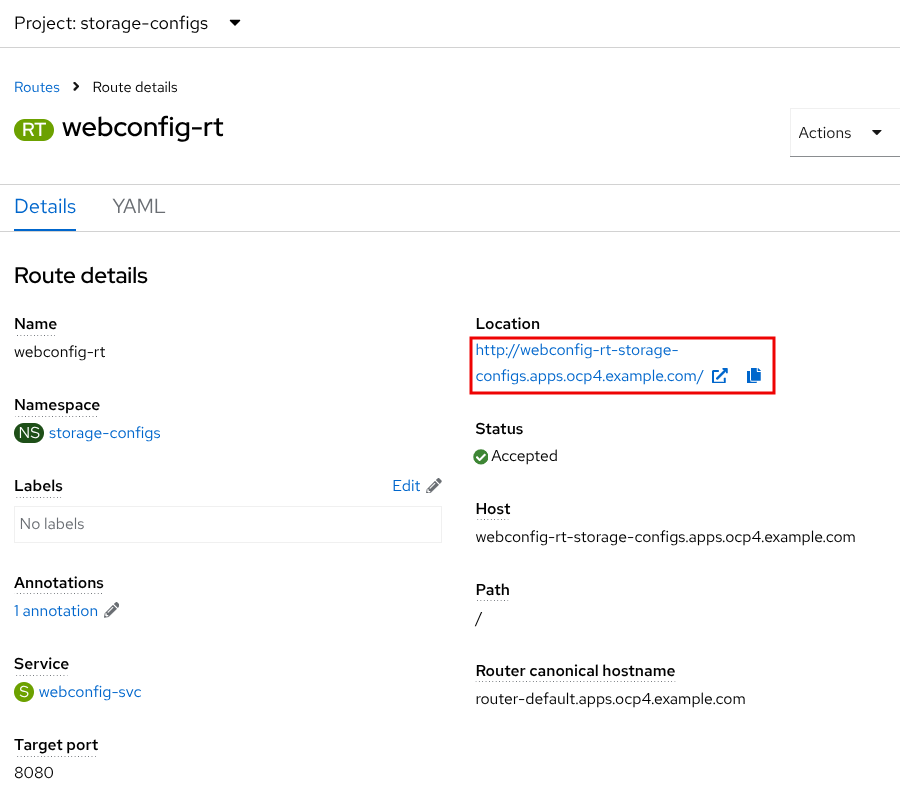 Project: storage-configs
Routes > Route details
RT webconfig-rt
Actions
Details YAML
Route details
Name
webconfig-rt
Namespace
NS storage-configs
Labels
Edit
No labels
Annotations
1 annotation
Service
S webconfig-svc
Target port
8080
Location
http://webconfig-rt-storage-
configs.apps.ocp4.example.com/
Status
Accepted
Host
webconfig-rt-storage-configs.apps.ocp4.example.com
Path
/
Router canonical hostname
router-default.apps.ocp4.example.com